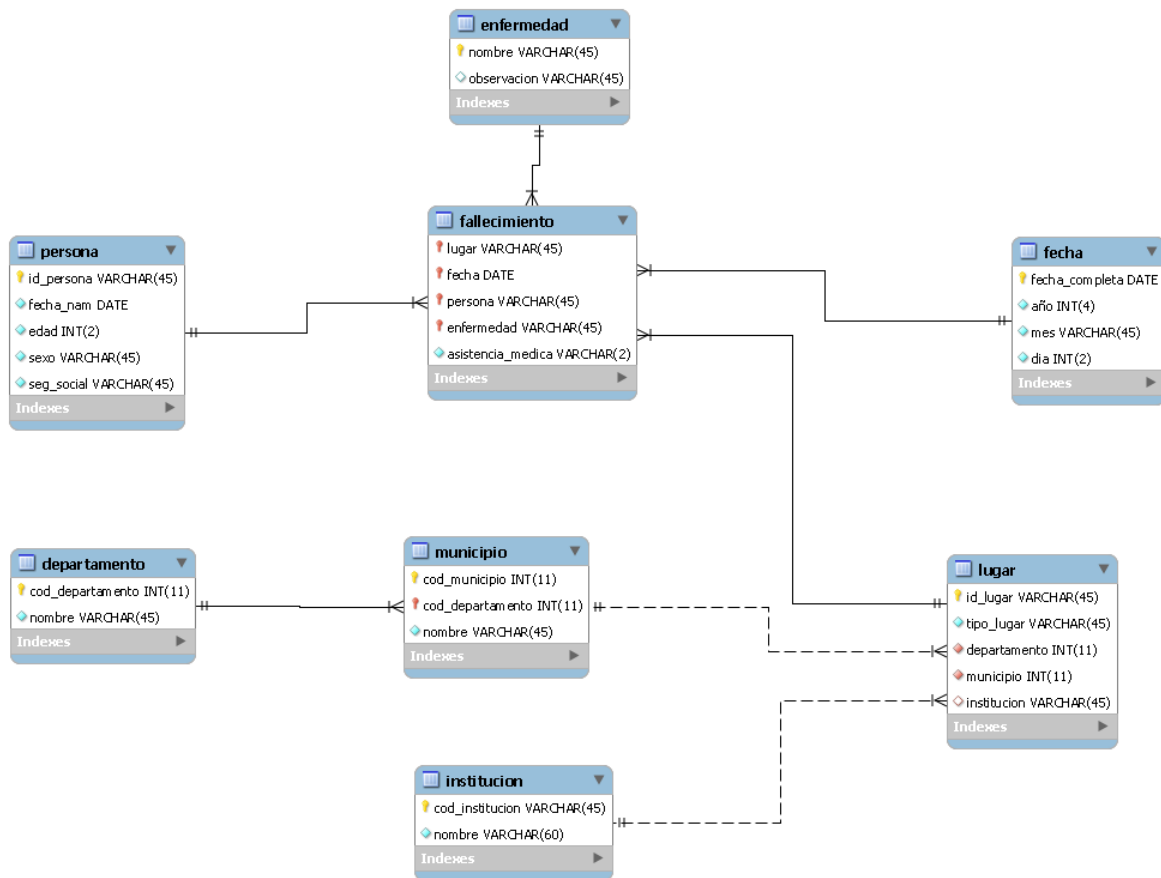 enfermedad
nombre VARCHAR(45)
observacion VARCHAR(45)
Indexes
fallecimiento
lugar VARCHAR(45)
fecha DATE
persona VARCHAR(45)
enfermedad VARCHAR(45)
asistencia_medica VARCHAR(2)
Indexes
persona
id_persona VARCHAR(45)
fecha_nam DATE
edad INT(2)
sexo VARCHAR(45)
seg_social VARCHAR(45)
Indexes
fecha
fecha_completa DATE
año INT(4)
mes VARCHAR(45)
dia INT(2)
Indexes
departamento
cod_departamento INT(11)
nombre VARCHAR(45)
Indexes
municipio
cod_municipio INT(11)
cod_departamento INT(11)
nombre VARCHAR(45)
Indexes
lugar
id_lugar VARCHAR(45)
tipo_lugar VARCHAR(45)
departamento INT(11)
municipio INT(11)
institucion VARCHAR(45)
Indexes
institucion
cod_institucion VARCHAR(45)
nombre VARCHAR(60)
Indexes